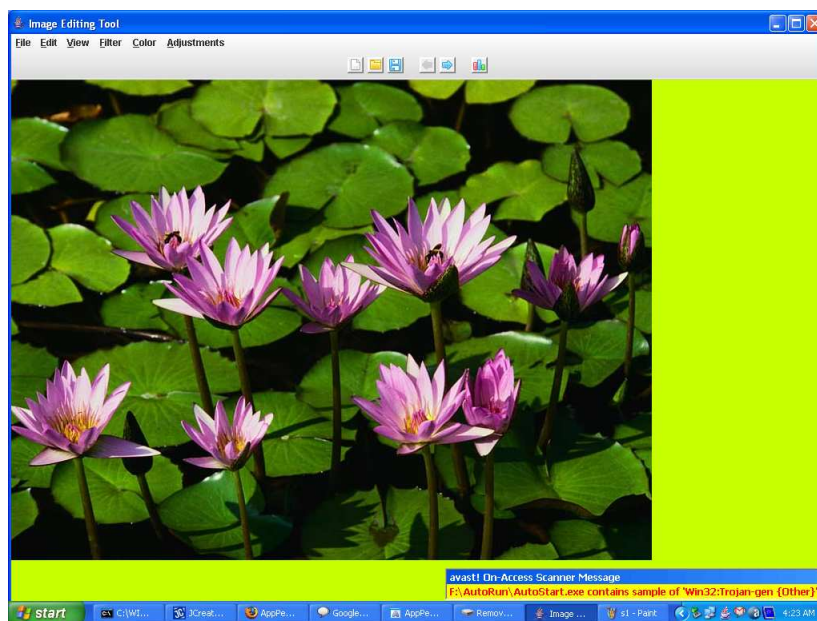 Image Editing Tool
File Edit View Filter Color Adjustments
avast! On-Access Scanner Message
F:\AutoRun\AutoStart.exe contains sample of 'Win32:Trojan-gen {Other}'
start C:\WI... JCreat... AppPe... Google... AppPe... Remov... Image ... s1 - Paint 4:23 AM